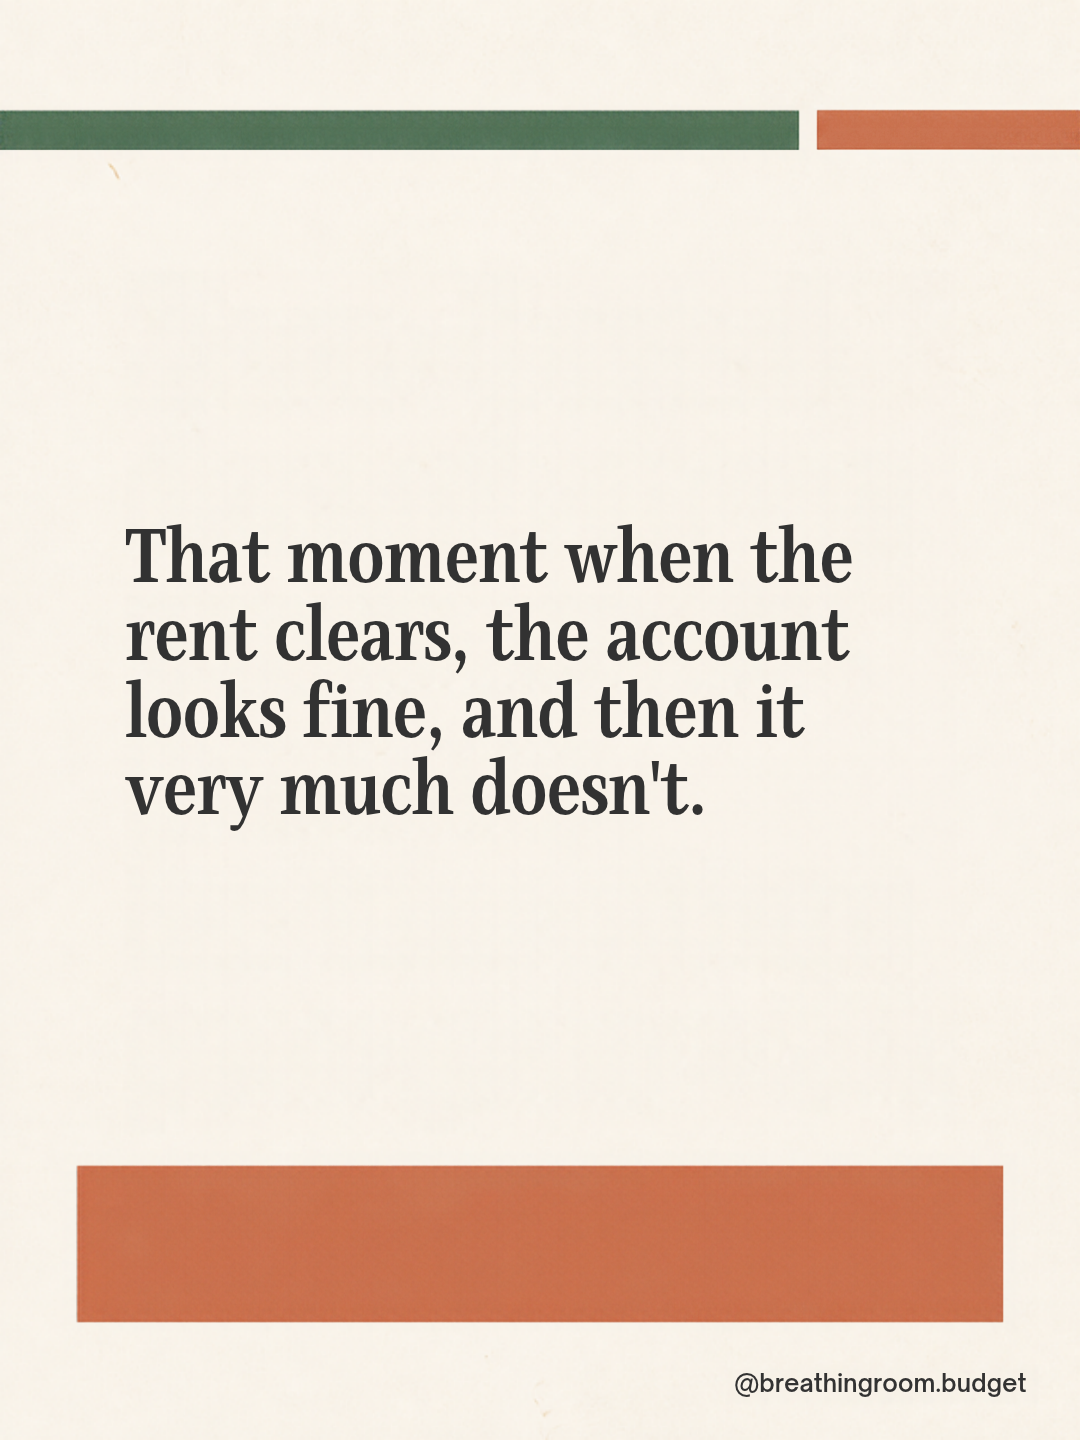 That moment when the
rent clears, the account
looks fine, and then it
very much doesn't.
@breathingroom.budget